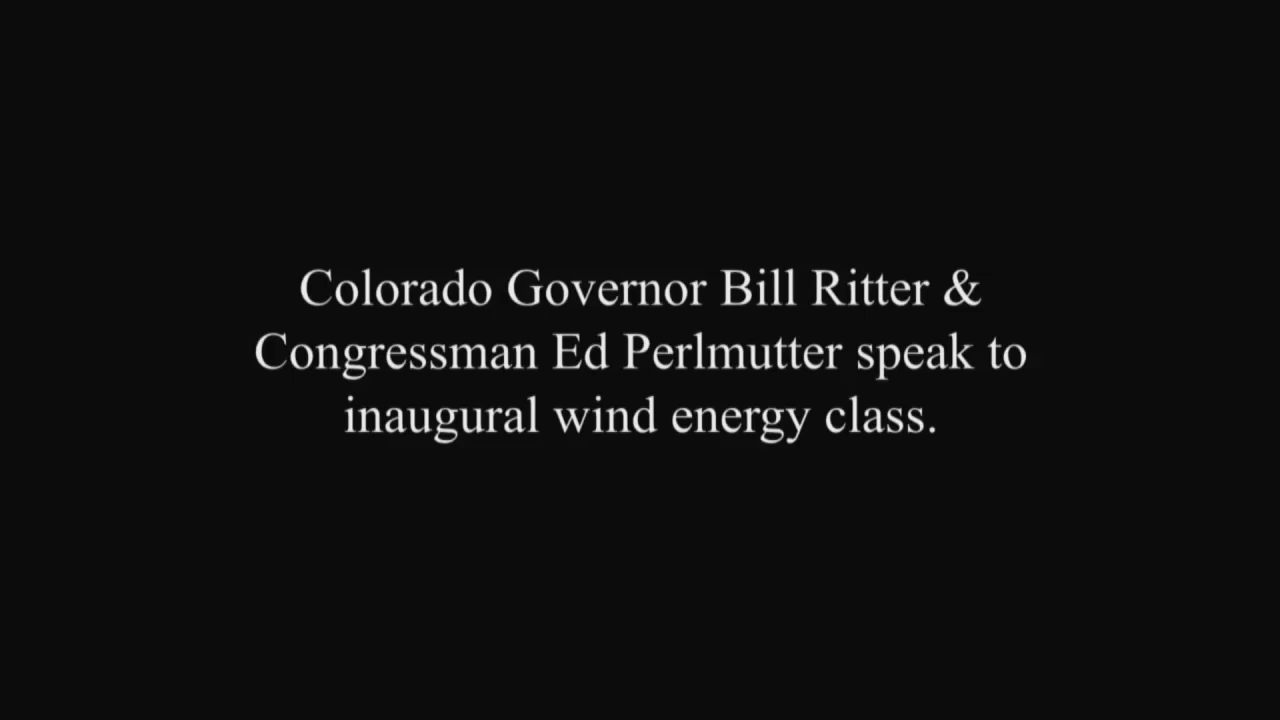 Colorado Governor Bill Ritter &
Congressman Ed Perlmutter speak to
inaugural wind energy class.